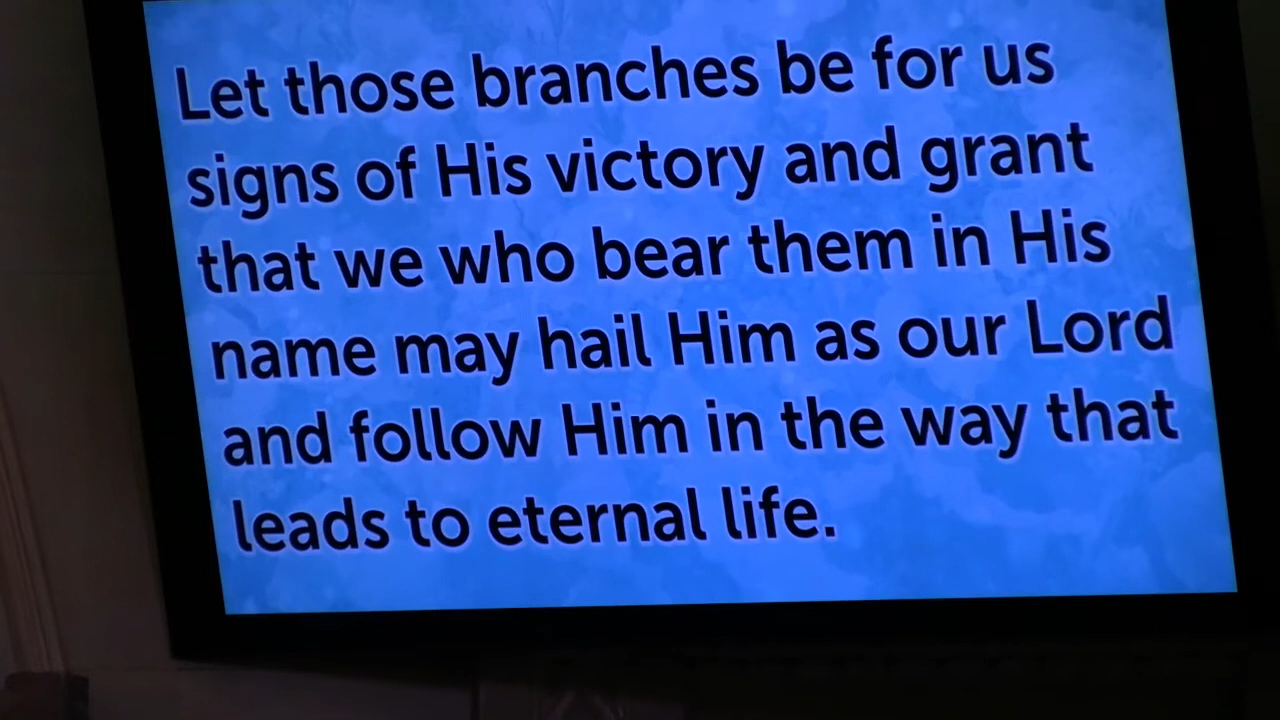 Let those branches be for us
signs of His victory and grant
that we who bear them in His
name may hail Him as our Lord
and follow Him in the way that
leads to eternal life.